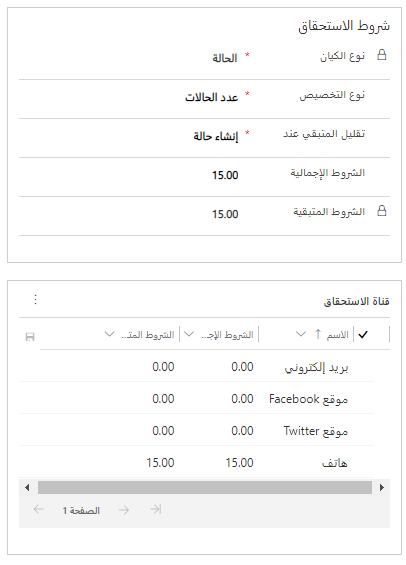 شروط الاستحقاق
نوع الكيان * الحالة
نوع التخصيص * عدد الحالات
تقليل المتبقي عند * إنشاء حالة
الشروط الإجمالية 15.00
الشروط المتبقية 15.00
قناة الاستحقاق
الاسم ↑ الشروط الإجـ... الشروط المتـ...
بريد إلكتروني 0.00 0.00
موقع Facebook 0.00 0.00
موقع Twitter 0.00 0.00
هاتف 15.00 15.00
الصفحة 1